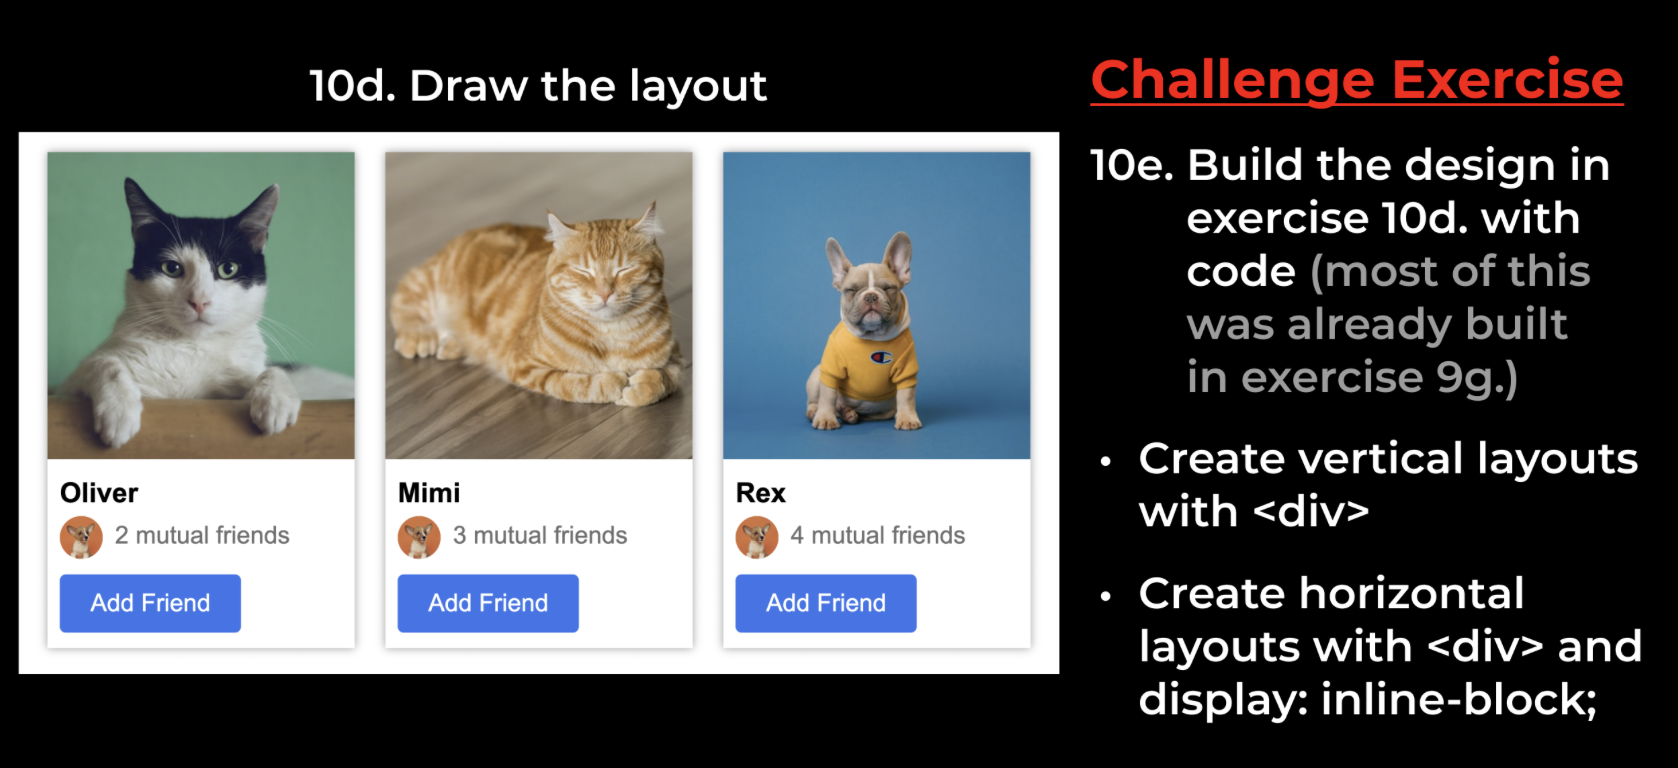 10d. Draw the layout
Oliver
2 mutual friends
Add Friend
Mimi
3 mutual friends
Add Friend
Rex
4 mutual friends
Add Friend
Challenge Exercise
10e. Build the design in
exercise 10d. with
code (most of this
was already built
in exercise 9g.)
• Create vertical layouts
with <div>
• Create horizontal
layouts with <div> and
display: inline-block;